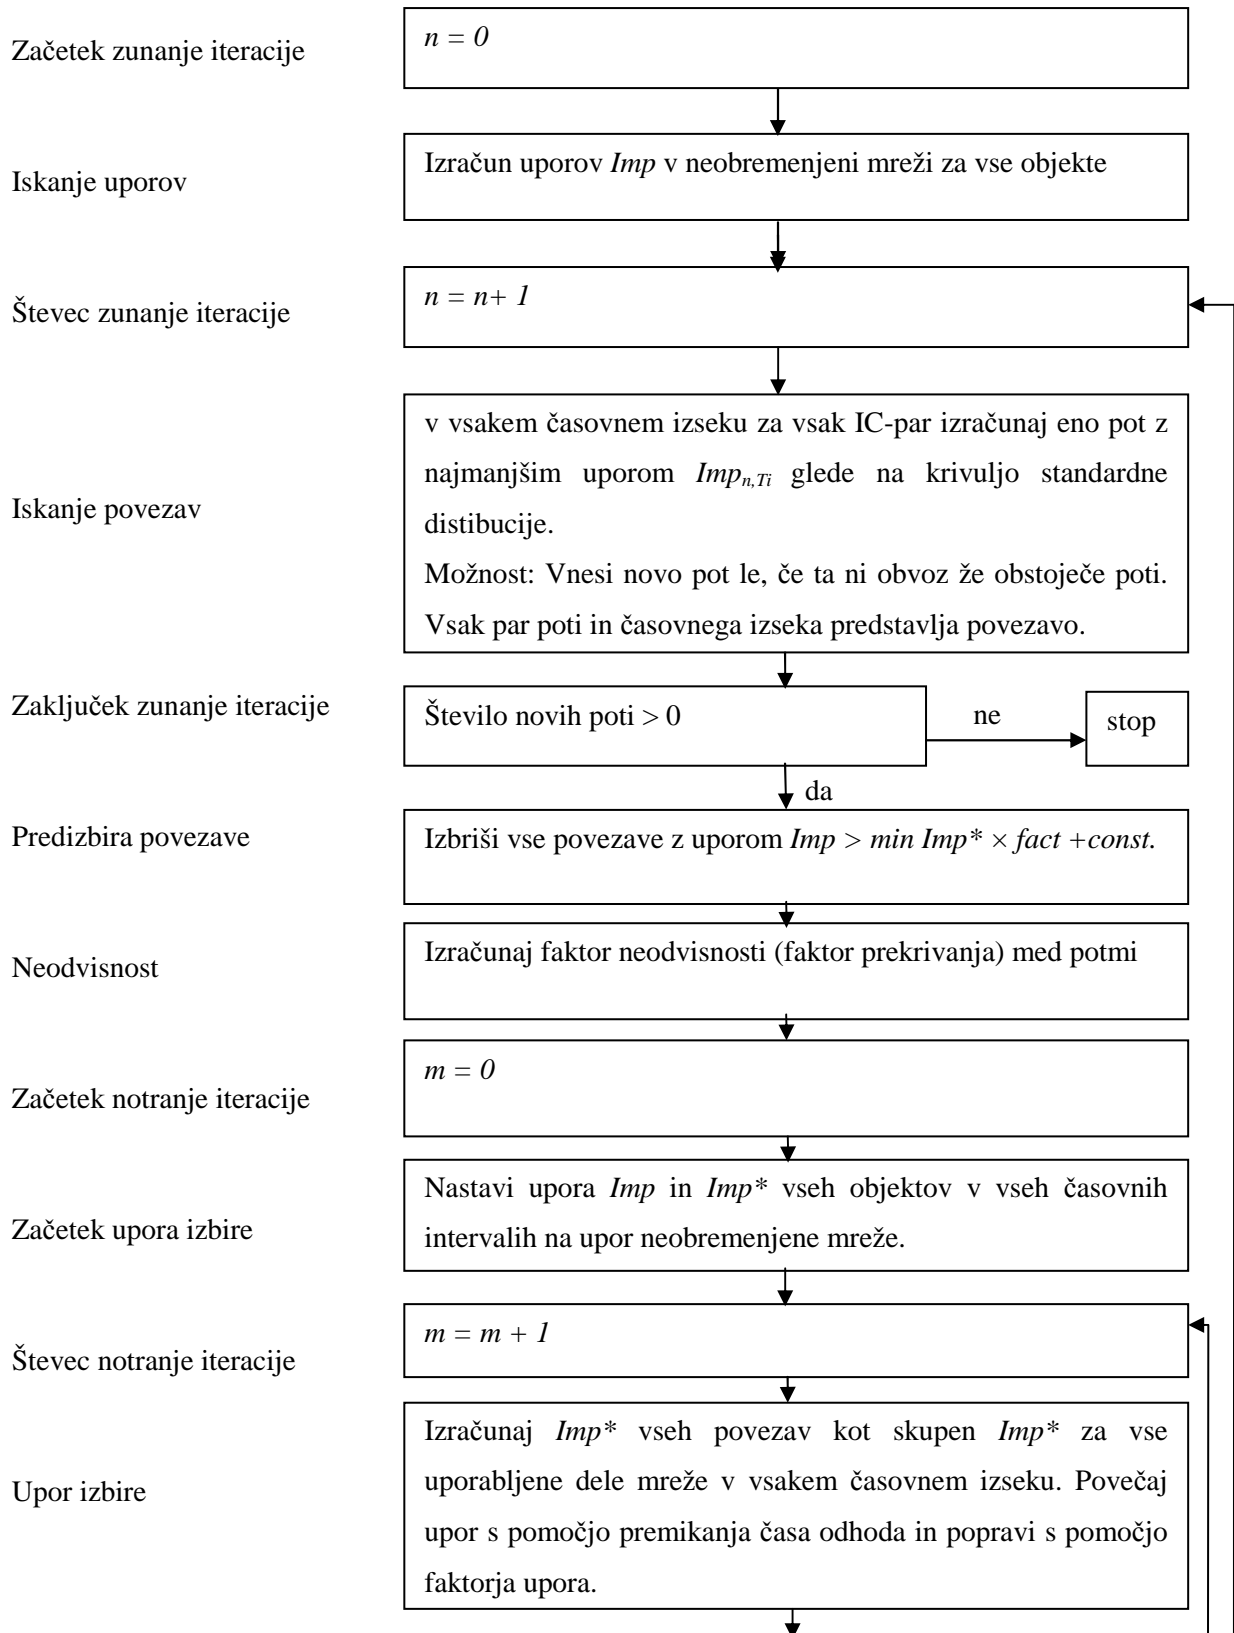 Začetek zunanje iteracije
n = 0
Iskanje uporov
Izračun uporov Imp v neobremenjeni mreži za vse objekte
Števec zunanje iteracije
n = n+ 1
Iskanje povezav
v vsakem časovnem izseku za vsak IC-par izračunaj eno pot z
najmanjšim uporom Imp_n,Ti glede na krivuljo standardne
distibucije.
Možnost: Vnesi novo pot le, če ta ni obvoz že obstoječe poti.
Vsak par poti in časovnega izseka predstavlja povezavo.
Zaključek zunanje iteracije
Število novih poti > 0
ne
stop
da
Predizbira povezave
Izbriši vse povezave z uporom Imp > min Imp* × fact +const.
Neodvisnost
Izračunaj faktor neodvisnosti (faktor prekrivanja) med potmi
Začetek notranje iteracije
m = 0
Začetek upora izbire
Nastavi upora Imp in Imp* vseh objektov v vseh časovnih
intervalih na upor neobremenjene mreže.
Števec notranje iteracije
m = m + 1
Upor izbire
Izračunaj Imp* vseh povezav kot skupen Imp* za vse
uporabljene dele mreže v vsakem časovnem izseku. Povečaj
upor s pomočjo premikanja časa odhoda in popravi s pomočjo
faktorja upora.